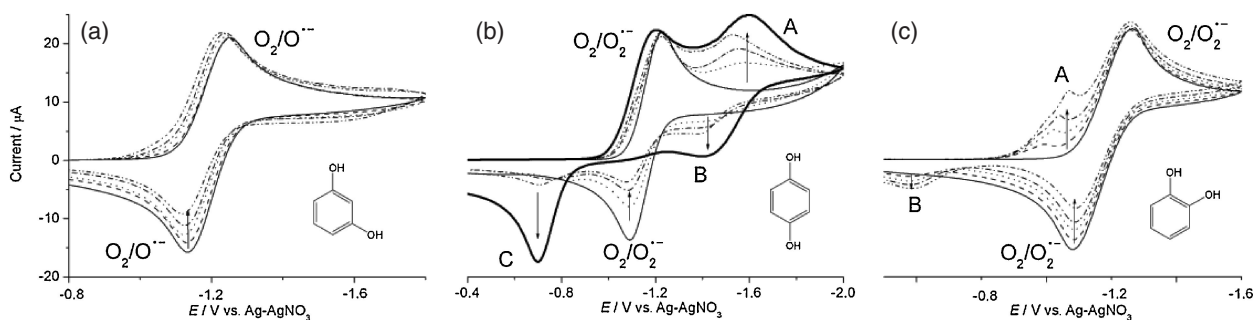 (a)
O₂/O•−
Current / μA
20
10
0
-10
-20
OH
OH
O₂/O•−
-0.8
-1.2
-1.6
E / V vs. Ag-AgNO₃
(b)
O₂/O₂•−
A
B
C
O₂/O₂•−
OH
OH
-0.4
-0.8
-1.2
-1.6
-2.0
E / V vs. Ag-AgNO₃
(c)
O₂/O₂•−
A
B
O₂/O₂•−
OH
OH
-0.8
-1.2
-1.6
E / V vs. Ag-AgNO₃